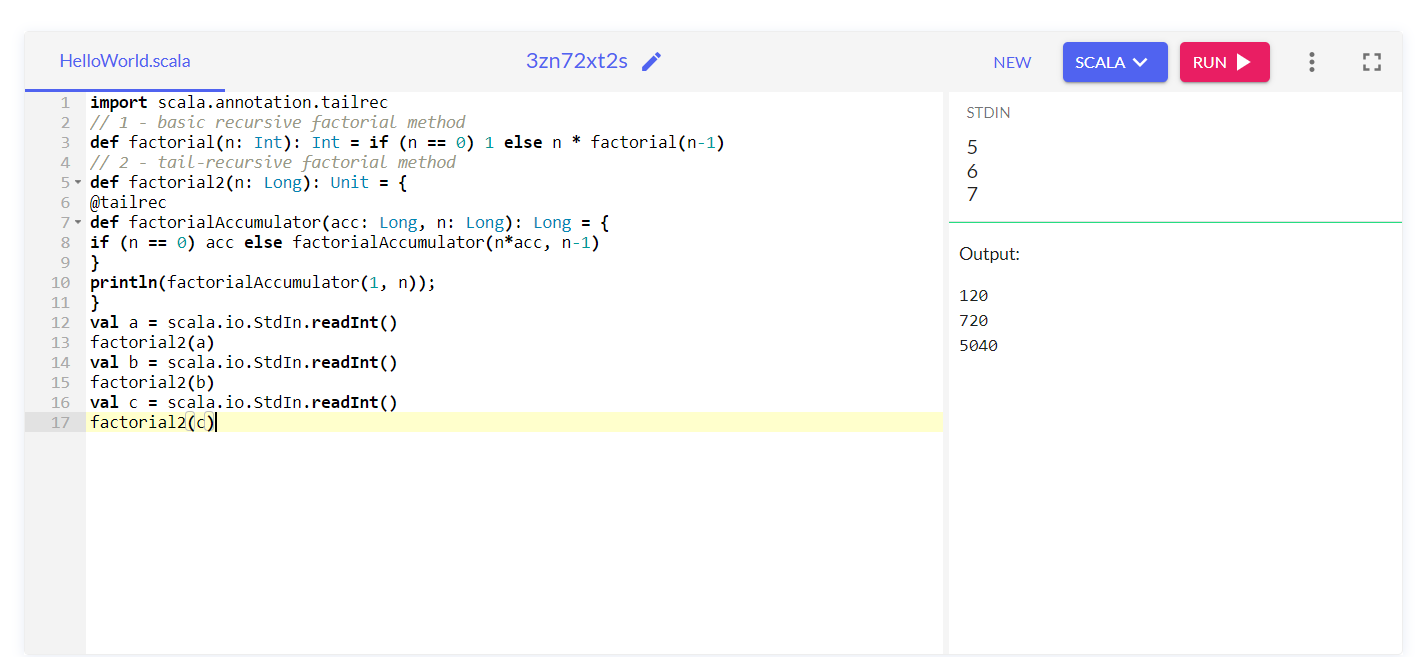 HelloWorld.scala
3zn72xt2s
NEW
SCALA
RUN
1 import scala.annotation.tailrec
2 // 1 - basic recursive factorial method
3 def factorial(n: Int): Int = if (n == 0) 1 else n * factorial(n-1)
4 // 2 - tail-recursive factorial method
5 def factorial2(n: Long): Unit = {
6 @tailrec
7 def factorialAccumulator(acc: Long, n: Long): Long = {
8 if (n == 0) acc else factorialAccumulator(n*acc, n-1)
9 }
10 println(factorialAccumulator(1, n));
11 }
12 val a = scala.io.StdIn.readInt()
13 factorial2(a)
14 val b = scala.io.StdIn.readInt()
15 factorial2(b)
16 val c = scala.io.StdIn.readInt()
17 factorial2(c)
STDIN
5
6
7
Output:
120
720
5040